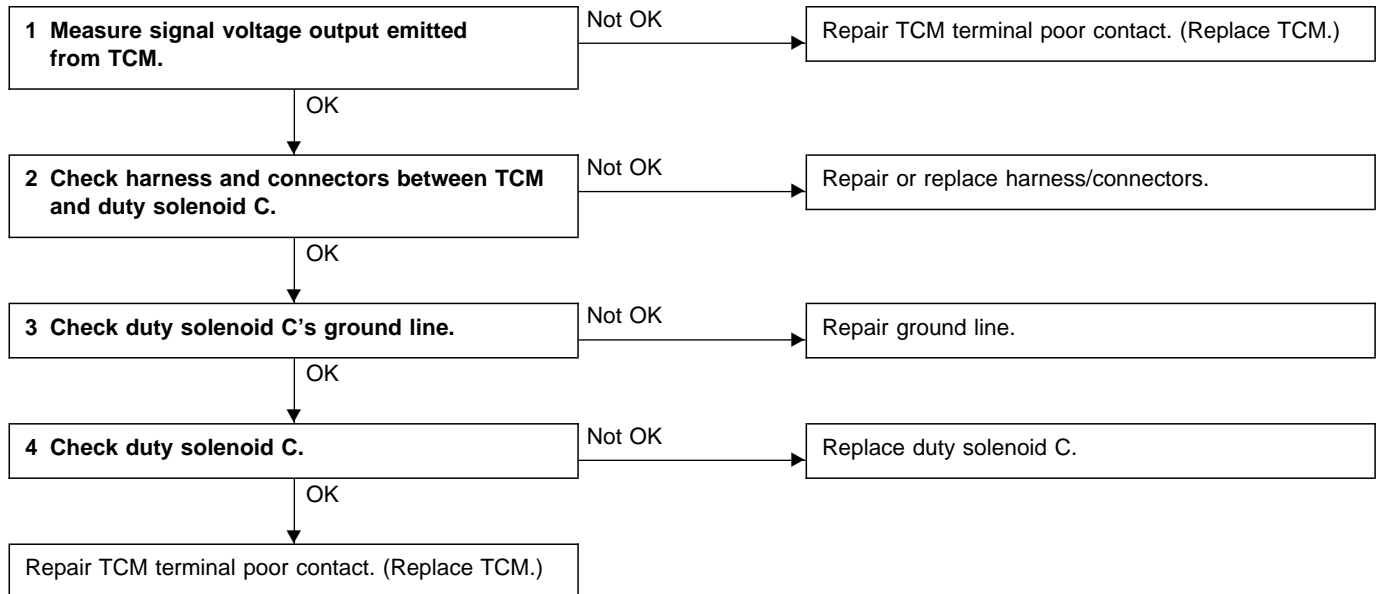 1 Measure signal voltage output emitted
from TCM.
Not OK
Repair TCM terminal poor contact. (Replace TCM.)
OK
2 Check harness and connectors between TCM
and duty solenoid C.
Not OK
Repair or replace harness/connectors.
OK
3 Check duty solenoid C’s ground line.
Not OK
Repair ground line.
OK
4 Check duty solenoid C.
Not OK
Replace duty solenoid C.
OK
Repair TCM terminal poor contact. (Replace TCM.)